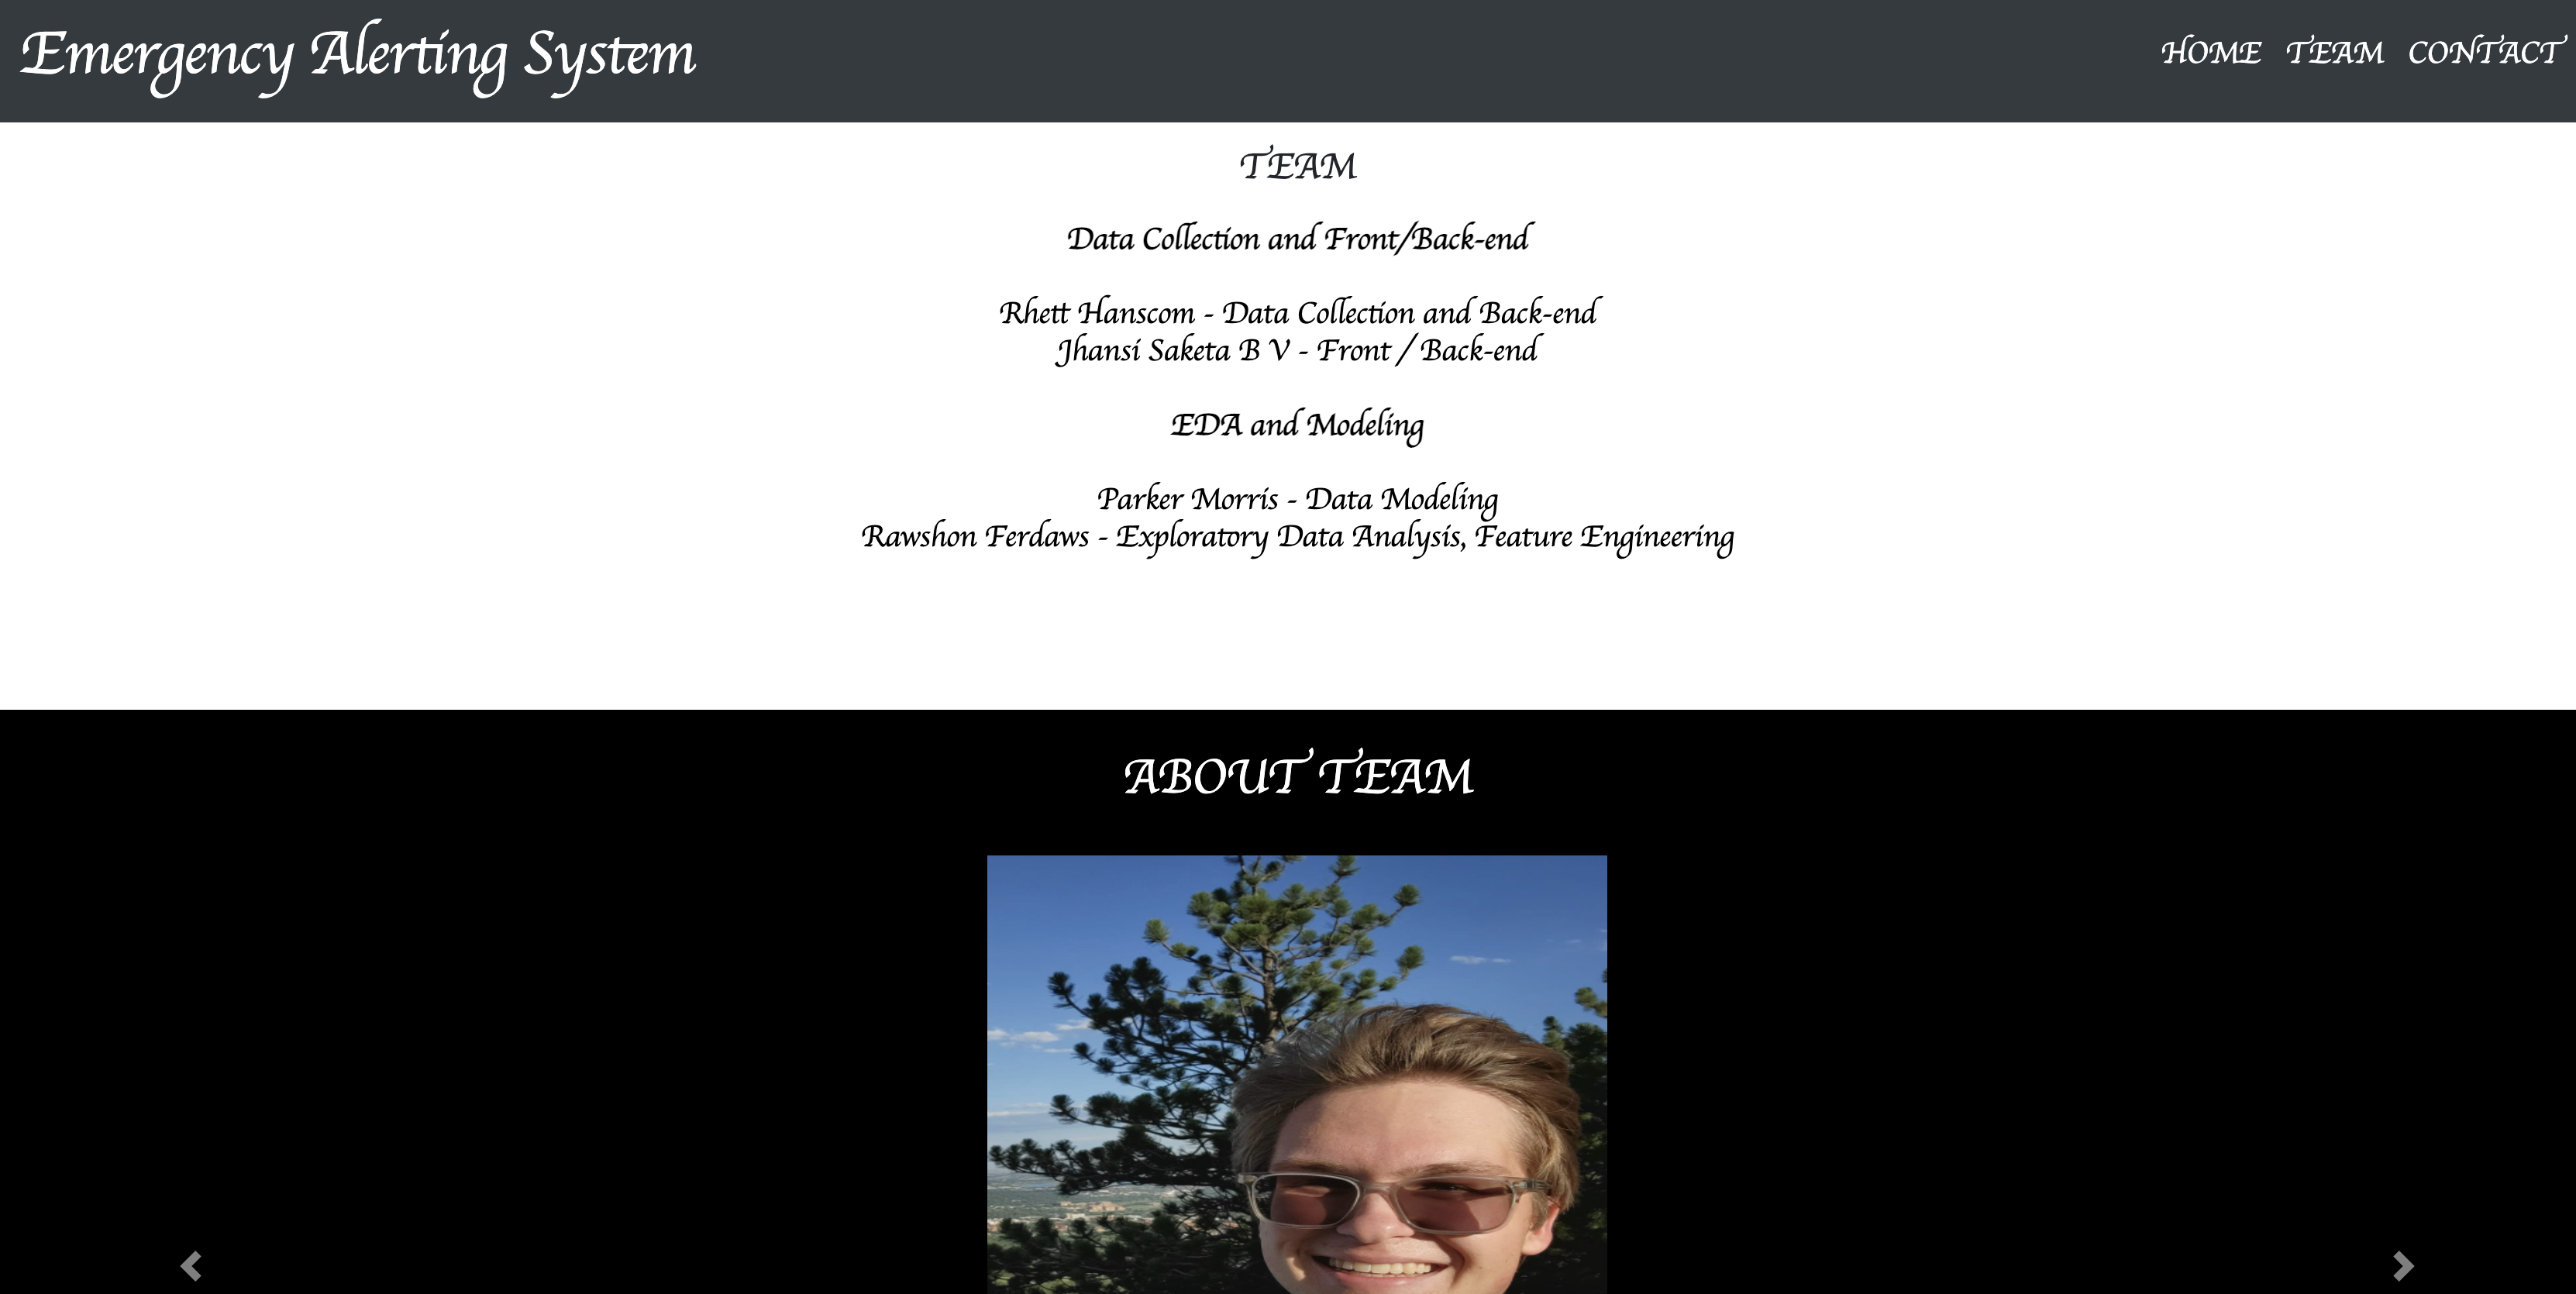 Emergency Alerting System
HOME TEAM CONTACT
TEAM
Data Collection and Front/Back-end
Rhett Hanscom - Data Collection and Back-end
Jhansi Saketa B V - Front / Back-end
EDA and Modeling
Parker Morris - Data Modeling
Rawshon Ferdaws - Exploratory Data Analysis, Feature Engineering
ABOUT TEAM